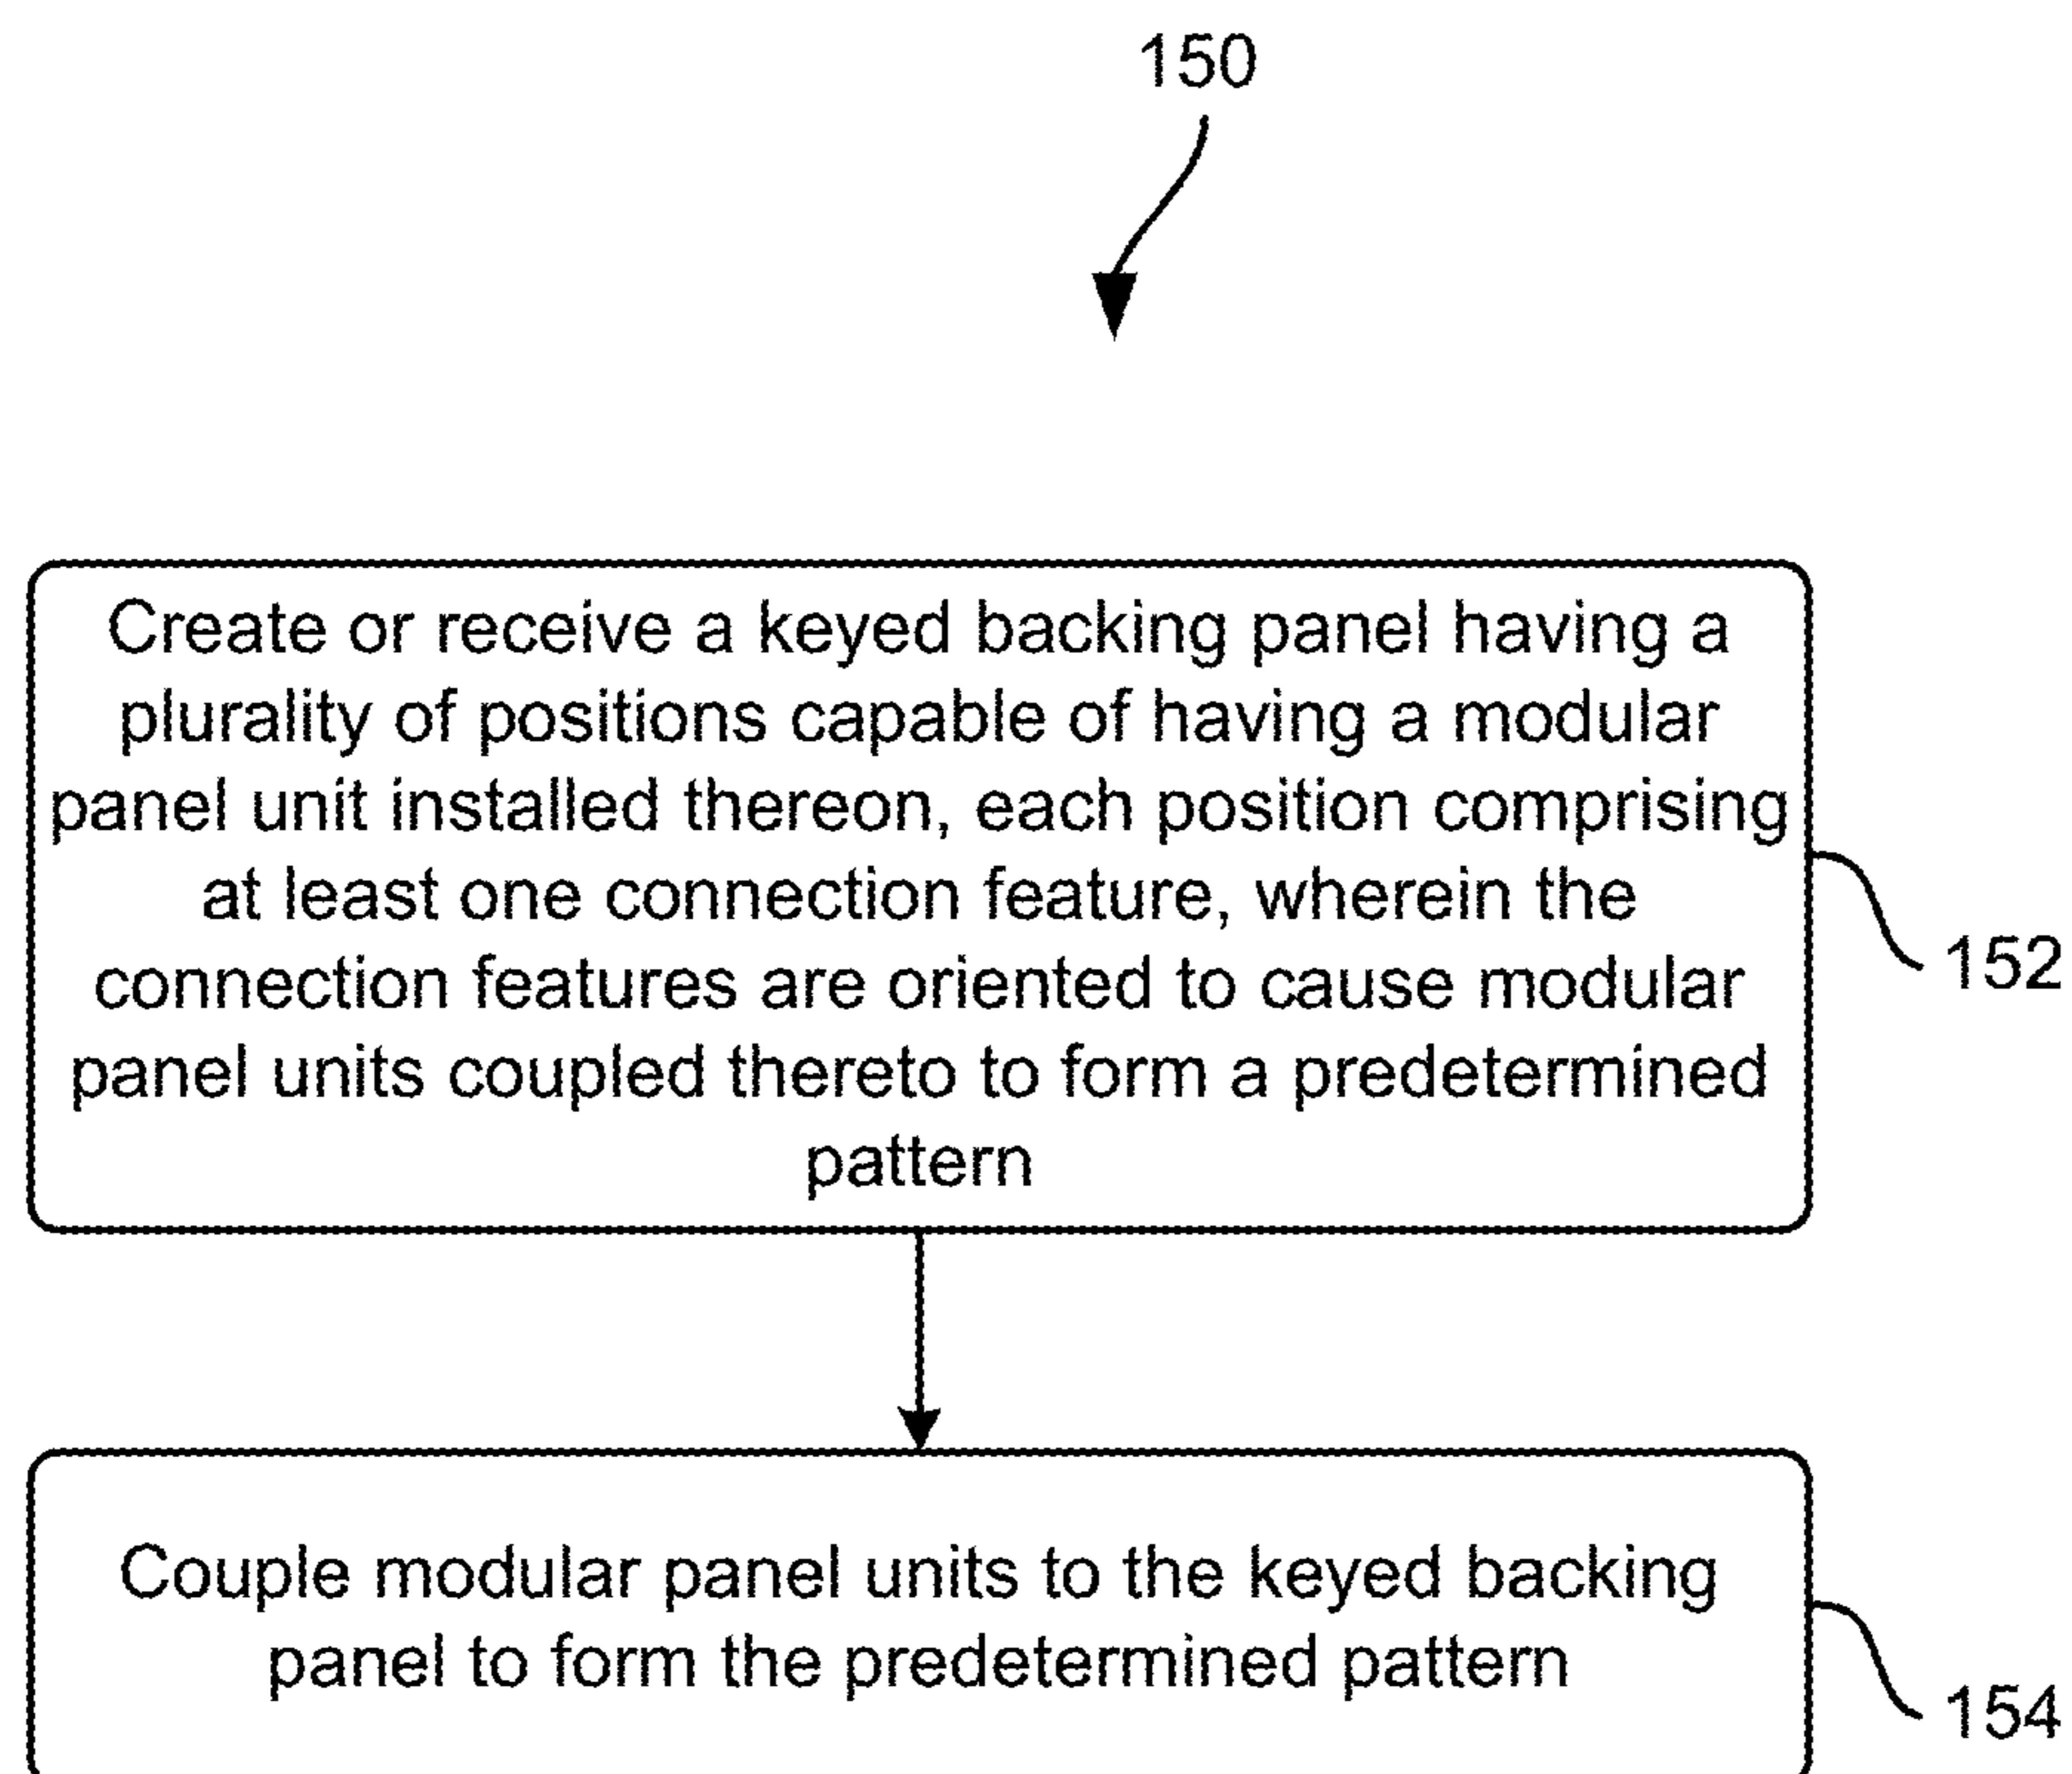 150
Create or receive a keyed backing panel having a
plurality of positions capable of having a modular
panel unit installed thereon, each position comprising
at least one connection feature, wherein the
connection features are oriented to cause modular
panel units coupled thereto to form a predetermined
pattern
152
Couple modular panel units to the keyed backing
panel to form the predetermined pattern
154